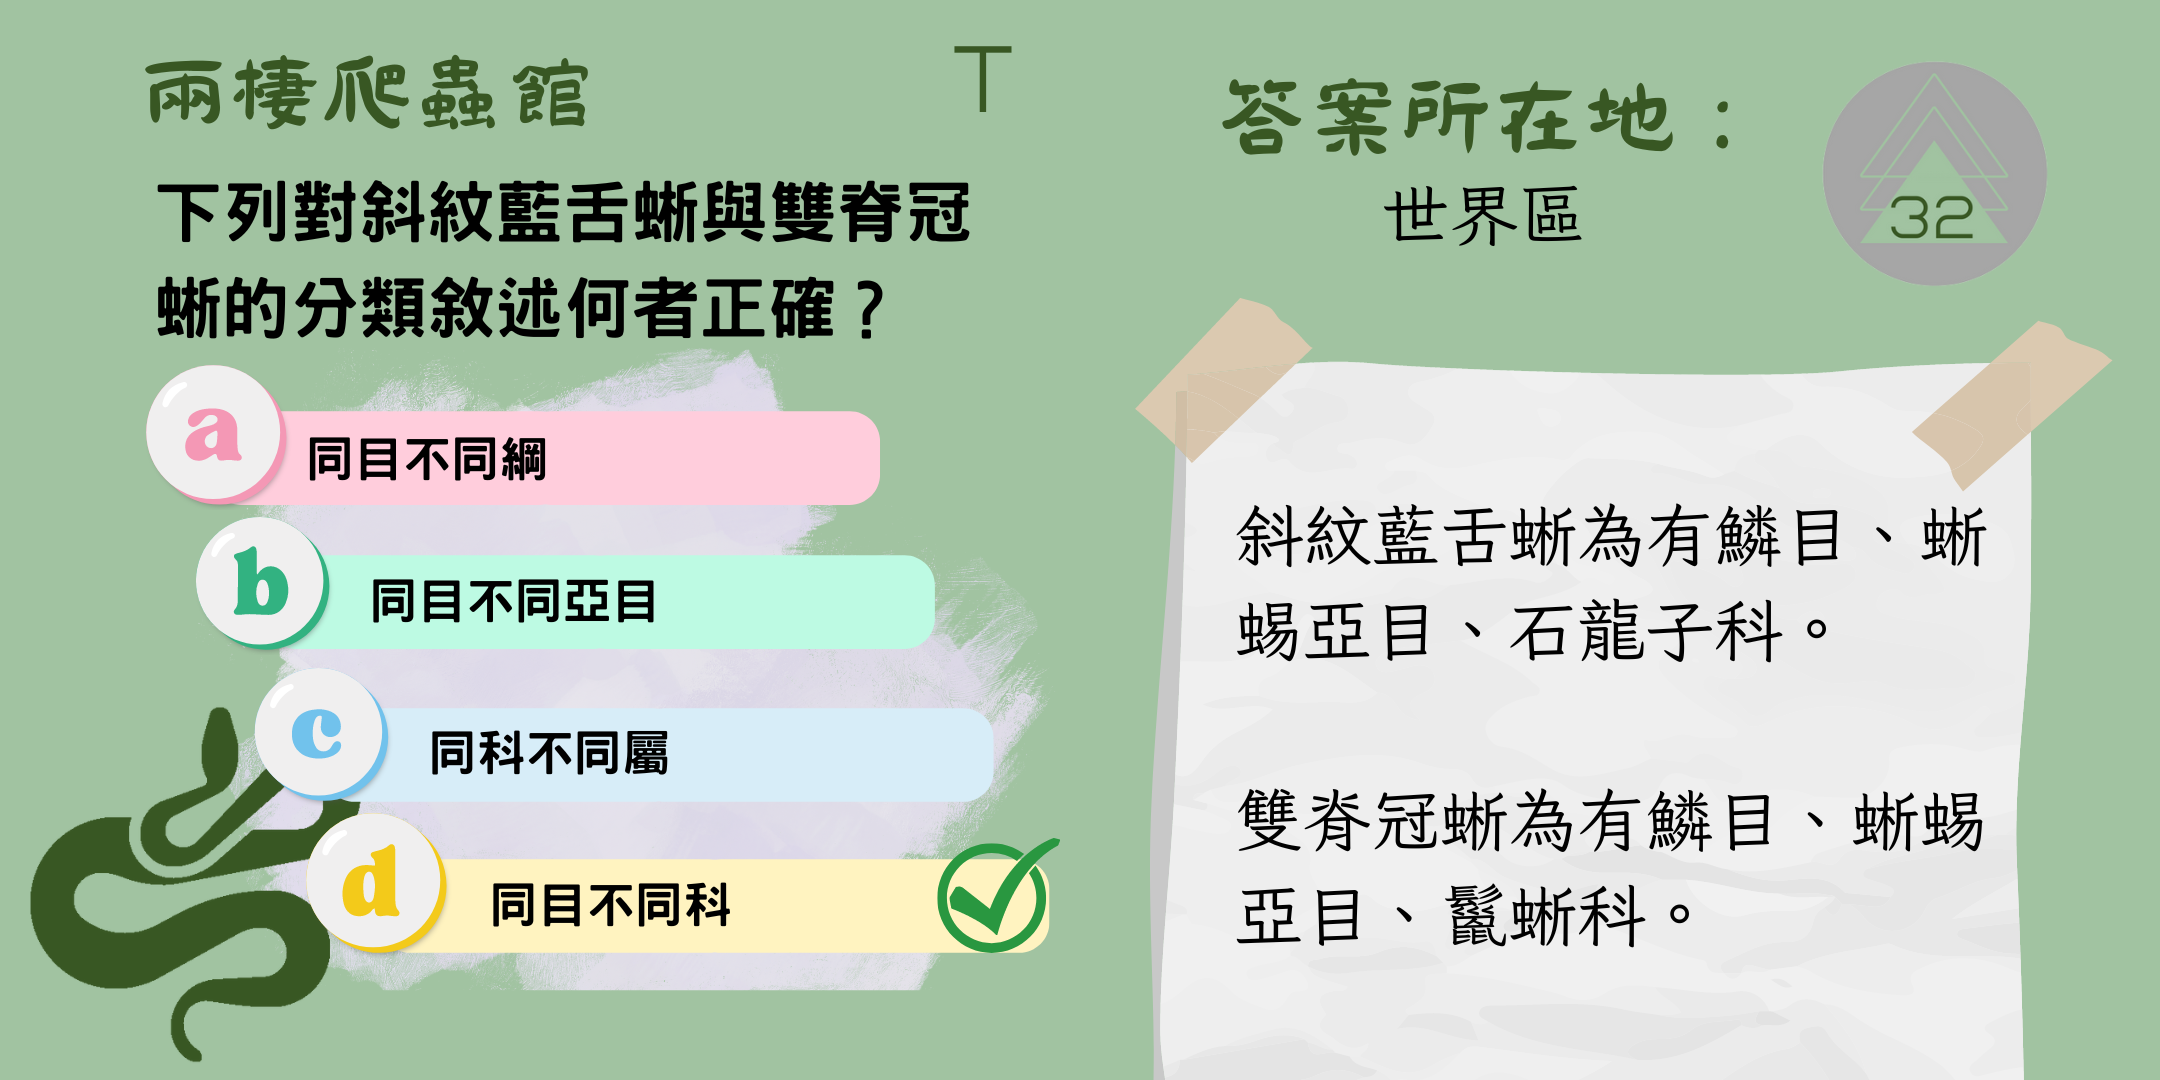 兩棲爬蟲館
T
下列對斜紋藍舌蜥與雙脊冠
蜥的分類敘述何者正確？
a
同目不同綱
b
同目不同亞目
c
同科不同屬
d
同目不同科
答案所在地：
世界區
32
斜紋藍舌蜥為有鱗目、蜥
蜴亞目、石龍子科。
雙脊冠蜥為有鱗目、蜥蜴
亞目、鬣蜥科。